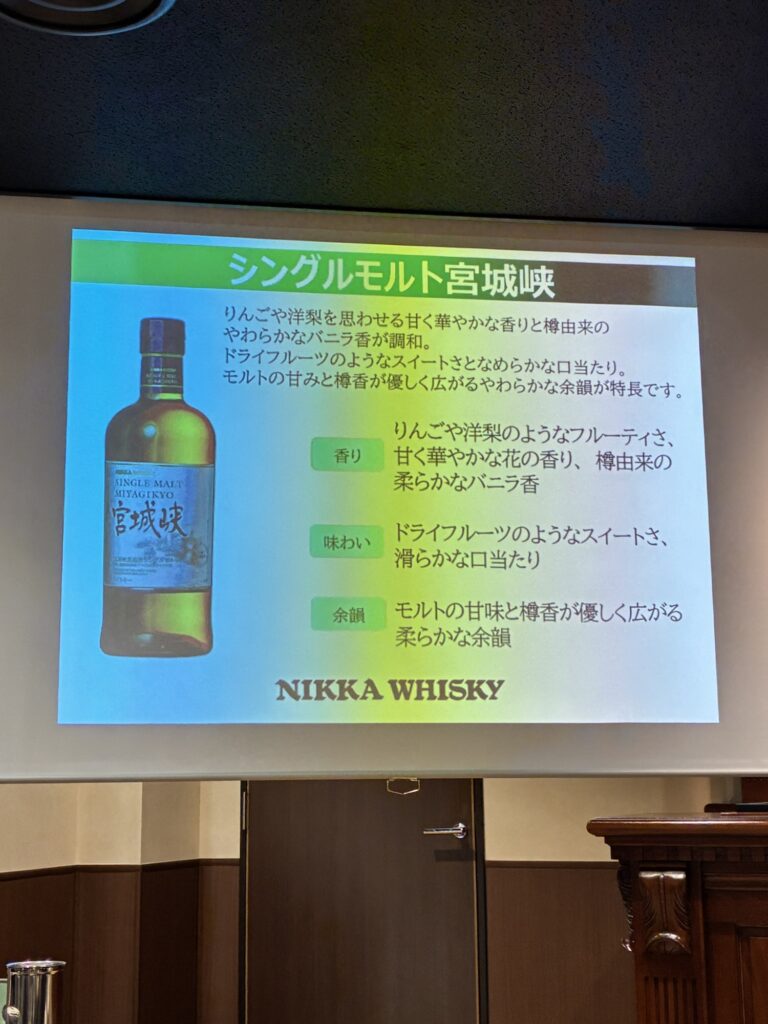 シングルモルト宮城峡
りんごや洋梨を思わせる甘く華やかな香りと樽由来の
やわらかなバニラ香が調和。
ドライフルーツのようなスイートさとなめらかな口当たり。
モルトの甘みと樽香が優しく広がるやわらかな余韻が特長です。
香り
りんごや洋梨のようなフルーティさ、
甘く華やかな花の香り、樽由来の
柔らかなバニラ香
味わい
ドライフルーツのようなスイートさ、
滑らかな口当たり
余韻
モルトの甘味と樽香が優しく広がる
柔らかな余韻
NIKKA WHISKY
SINGLE MALT
MIYAGIKYO
宮城峡
NIKKA WHISKY